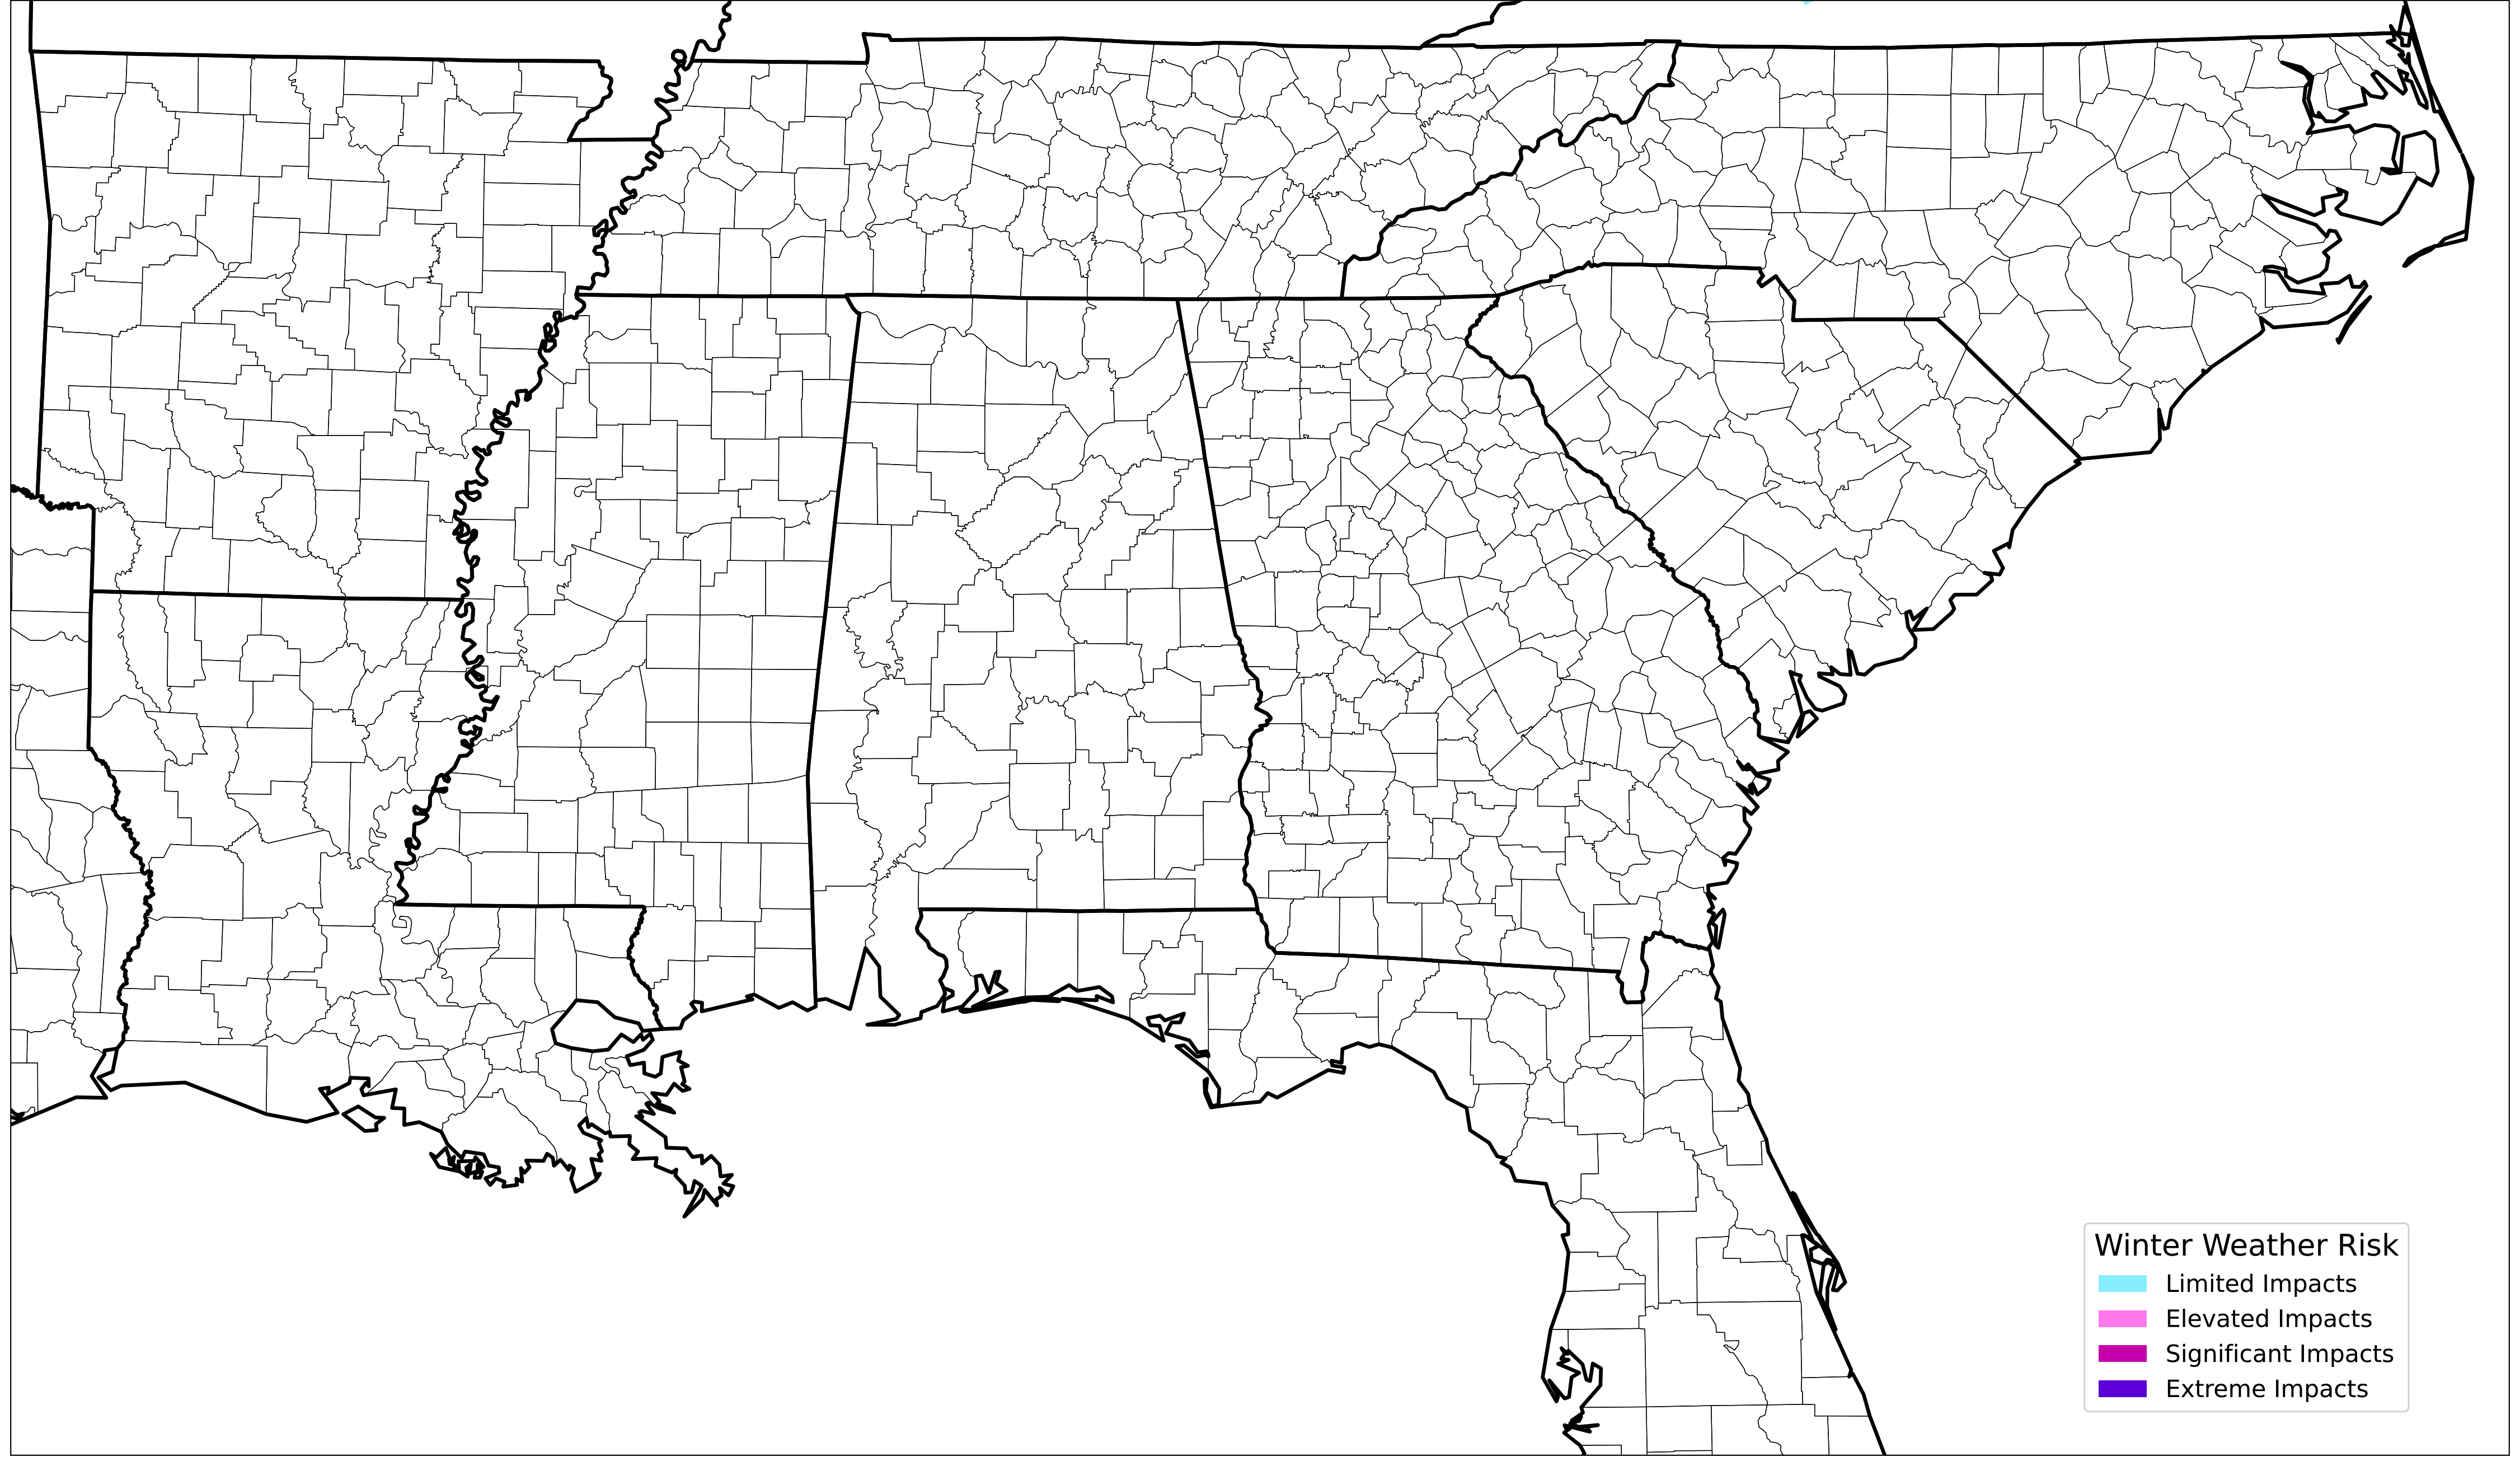 Winter Weather Risk
Limited Impacts
Elevated Impacts
Significant Impacts
Extreme Impacts